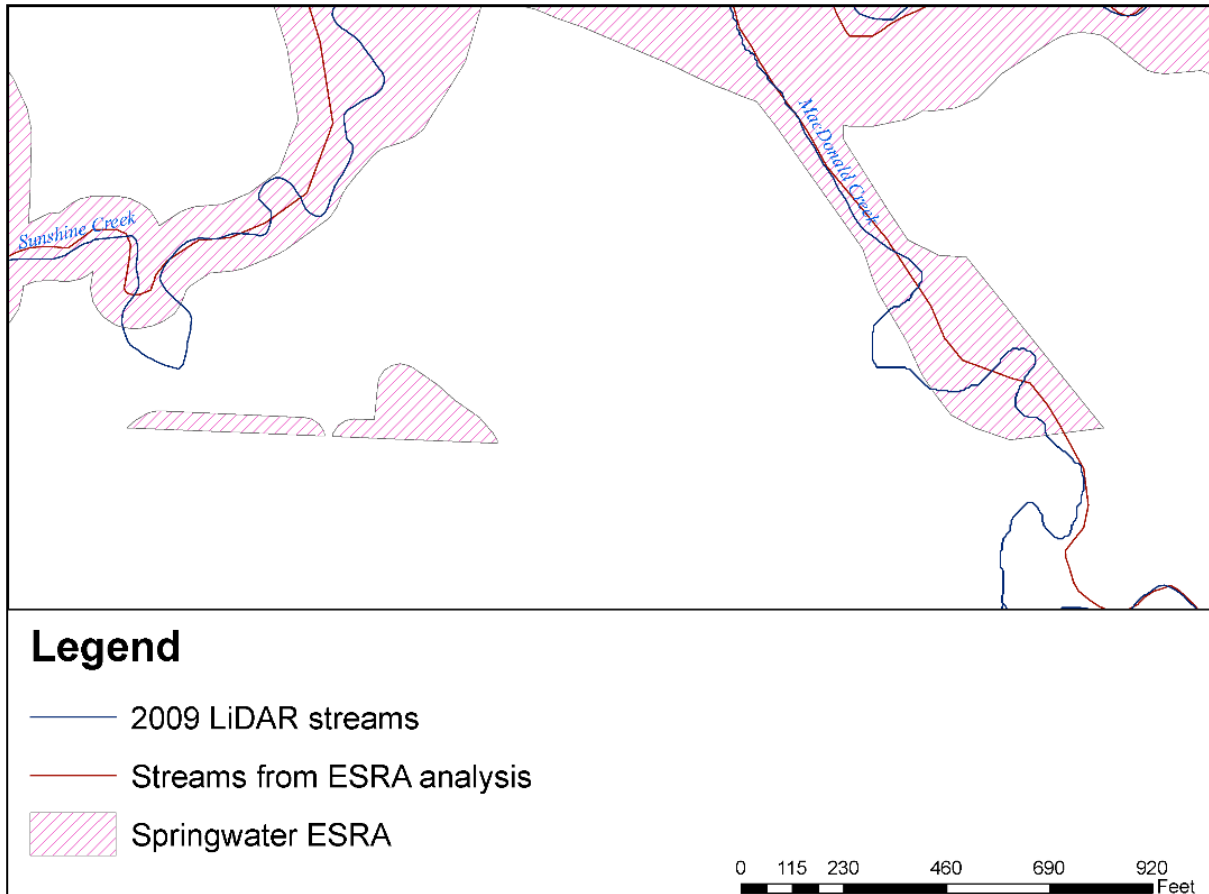 Sunshine Creek
MacDonald Creek
Legend
2009 LiDAR streams
Streams from ESRA analysis
Springwater ESRA
0 115 230 460 690 920
Feet